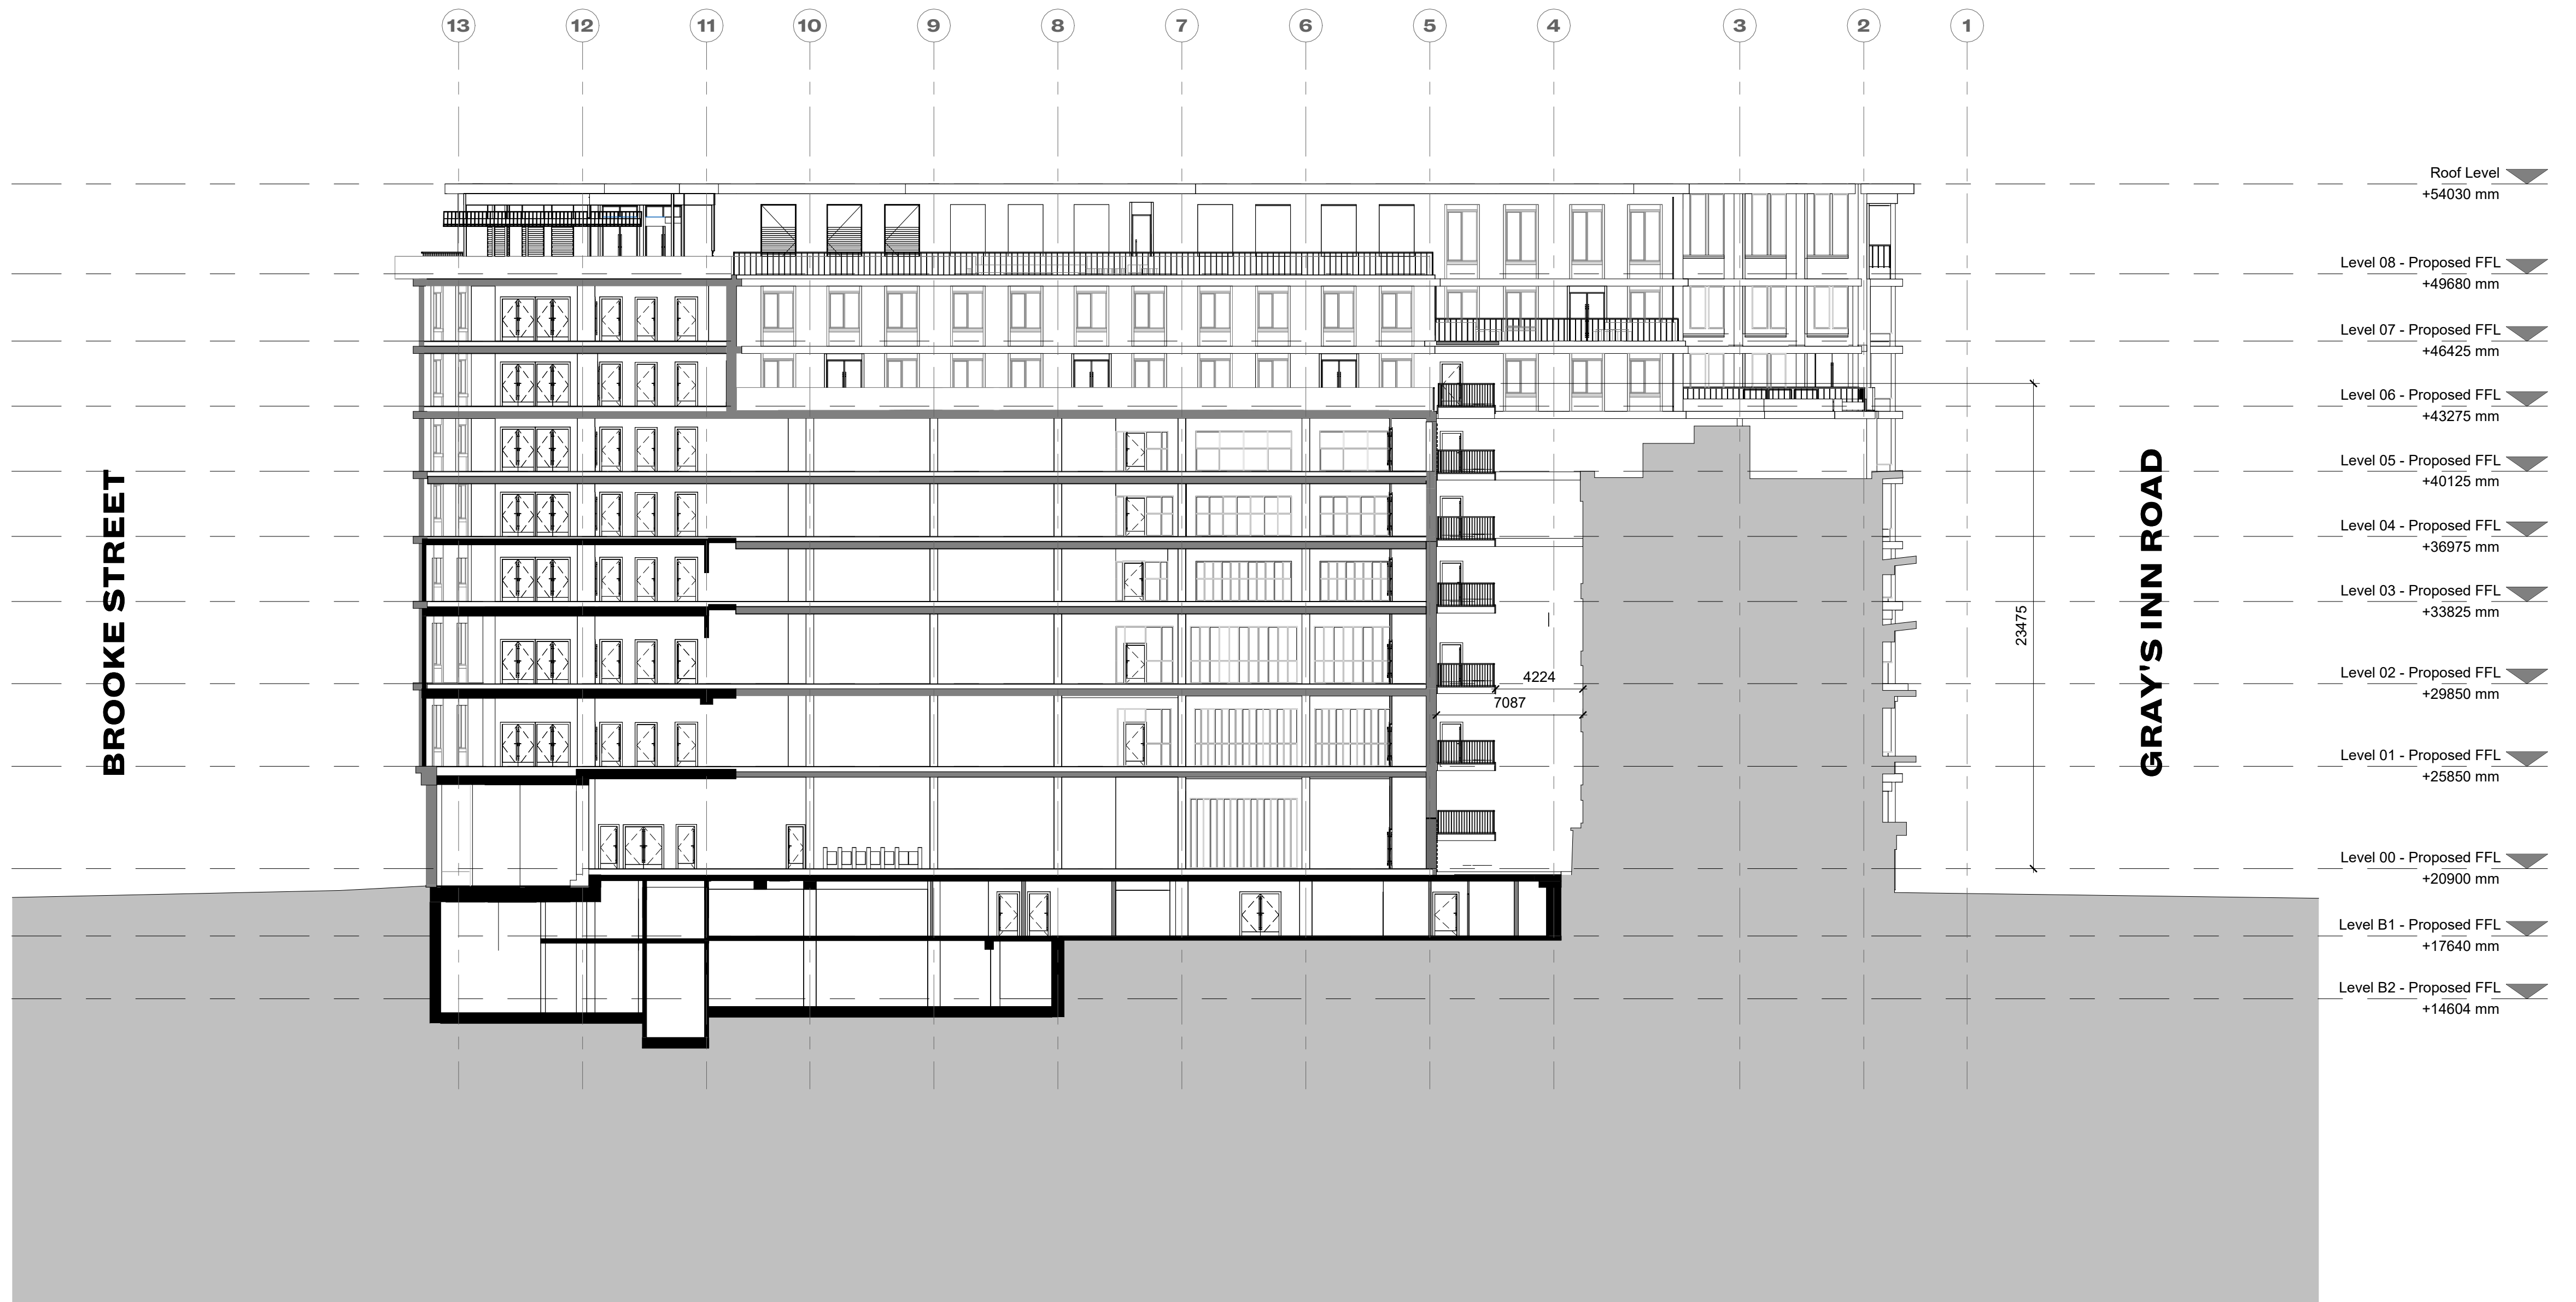 13 12 11 10 9 8 7 6 5 4 3 2 1
Roof Level
+54030 mm
Level 08 - Proposed FFL
+49680 mm
Level 07 - Proposed FFL
+46425 mm
Level 06 - Proposed FFL
+43275 mm
Level 05 - Proposed FFL
+40125 mm
Level 04 - Proposed FFL
+36975 mm
Level 03 - Proposed FFL
+33825 mm
Level 02 - Proposed FFL
+29850 mm
Level 01 - Proposed FFL
+25850 mm
Level 00 - Proposed FFL
+20900 mm
Level B1 - Proposed FFL
+17640 mm
Level B2 - Proposed FFL
+14604 mm
BROOKE STREET
GRAY'S INN ROAD
23475
4224
7087